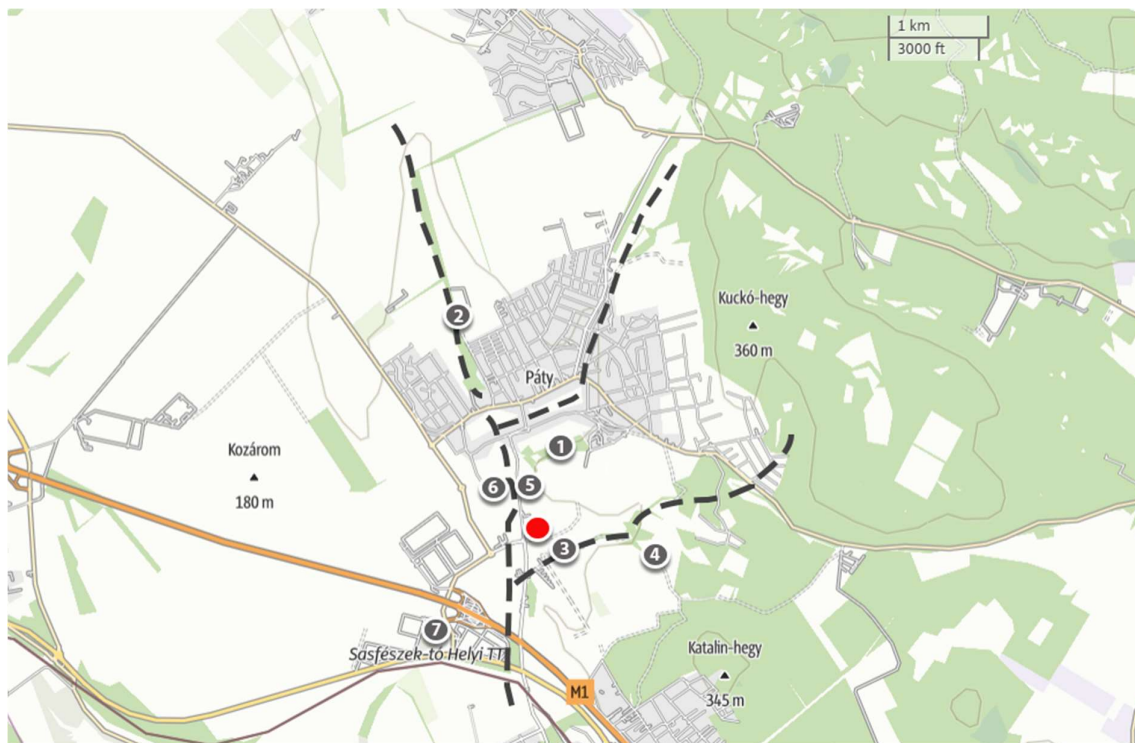 1 km
3000 ft
Kuckó-hegy
360 m
2
Páty
Kozárom
180 m
1
6
5
3
4
7
Sasfészek-tó Helyi TT
Katalin-hegy
345 m
M1